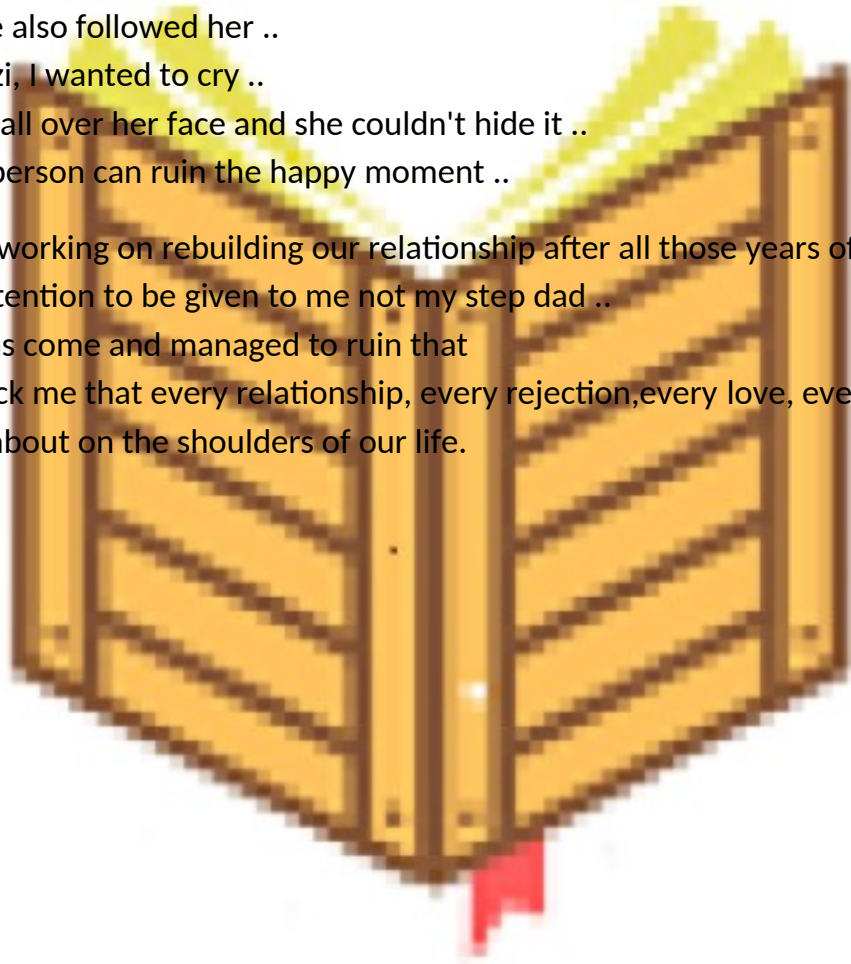 e also followed her ..
zi, I wanted to cry ..
all over her face and she couldn't hide it ..
person can ruin the happy moment ..
working on rebuilding our relationship after all those years of
tention to be given to me not my step dad ..
s come and managed to ruin that
ck me that every relationship, every rejection,every love, eve
about on the shoulders of our life.